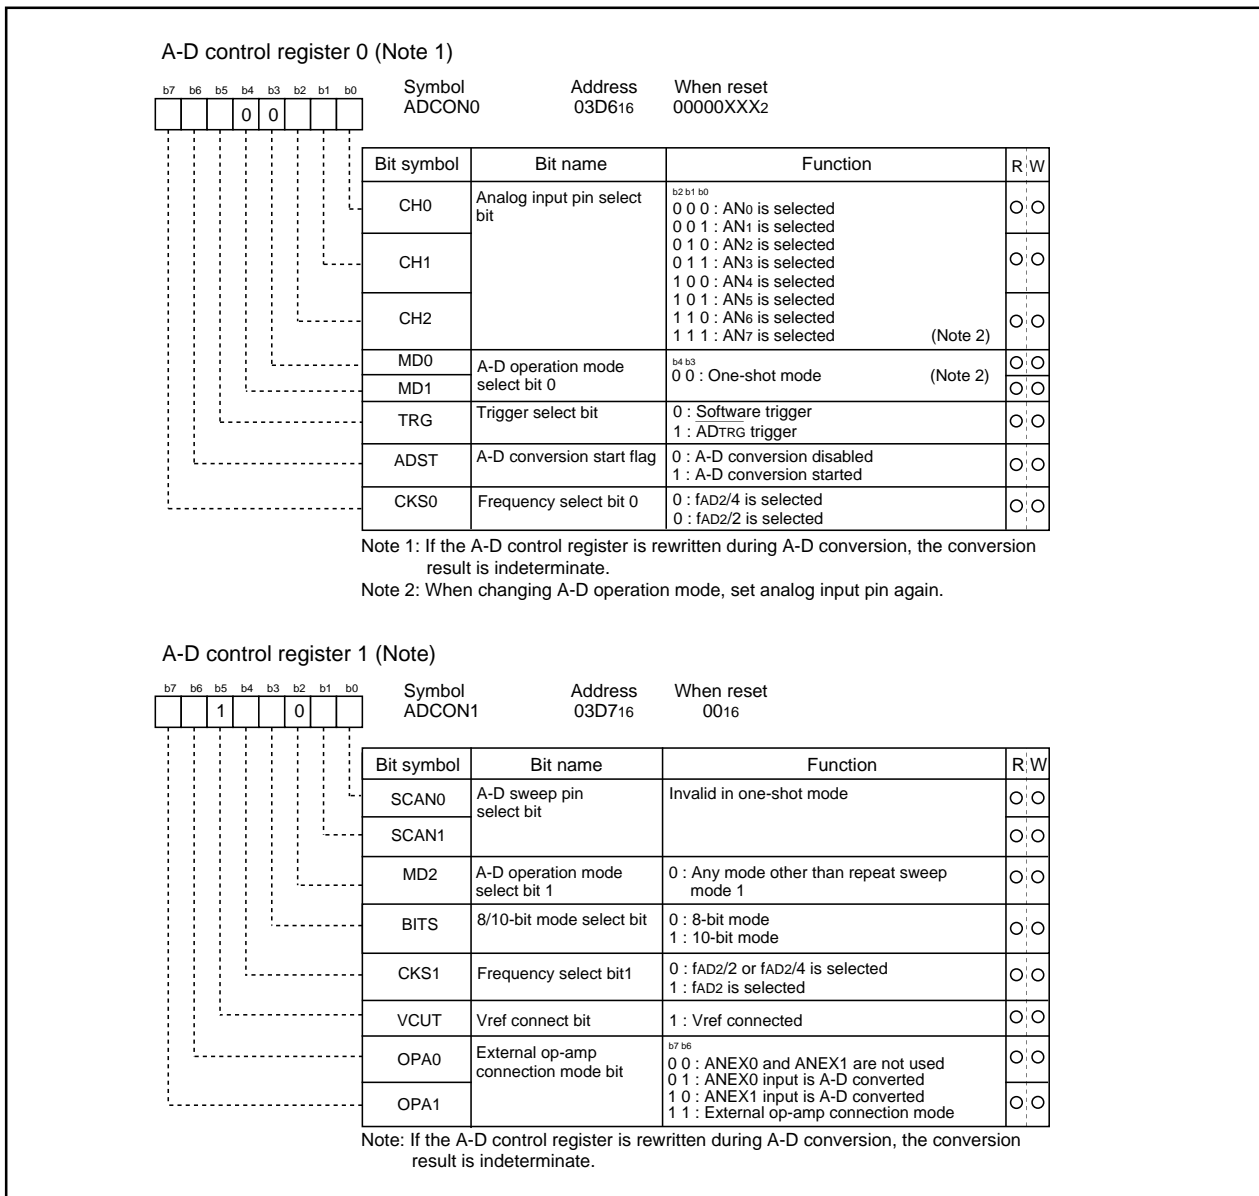 A-D control register 0 (Note 1)
b7 b6 b5 b4 b3 b2 b1 b0
0 0
Symbol Address When reset
ADCON0 03D616 00000XXX2
Bit symbol Bit name Function R W
CH0 Analog input pin select bit
b2 b1 b0
0 0 0 : AN0 is selected
0 0 1 : AN1 is selected
0 1 0 : AN2 is selected
CH1 0 1 1 : AN3 is selected
1 0 0 : AN4 is selected
1 0 1 : AN5 is selected
CH2 1 1 0 : AN6 is selected
1 1 1 : AN7 is selected (Note 2)
MD0 A-D operation mode
MD1 select bit 0
b4 b3
0 0 : One-shot mode (Note 2)
TRG Trigger select bit 0 : Software trigger
1 : ADTRG trigger
ADST A-D conversion start flag 0 : A-D conversion disabled
1 : A-D conversion started
CKS0 Frequency select bit 0 0 : fAD2/4 is selected
0 : fAD2/2 is selected
Note 1: If the A-D control register is rewritten during A-D conversion, the conversion
result is indeterminate.
Note 2: When changing A-D operation mode, set analog input pin again.
A-D control register 1 (Note)
b7 b6 b5 b4 b3 b2 b1 b0
1 0
Symbol Address When reset
ADCON1 03D716 0016
Bit symbol Bit name Function R W
SCAN0 A-D sweep pin Invalid in one-shot mode
select bit
SCAN1
MD2 A-D operation mode 0 : Any mode other than repeat sweep
select bit 1 mode 1
BITS 8/10-bit mode select bit 0 : 8-bit mode
1 : 10-bit mode
CKS1 Frequency select bit1 0 : fAD2/2 or fAD2/4 is selected
1 : fAD2 is selected
VCUT Vref connect bit 1 : Vref connected
OPA0 External op-amp
connection mode bit
b7 b6
0 0 : ANEX0 and ANEX1 are not used
0 1 : ANEX0 input is A-D converted
OPA1 1 0 : ANEX1 input is A-D converted
1 1 : External op-amp connection mode
Note: If the A-D control register is rewritten during A-D conversion, the conversion
result is indeterminate.